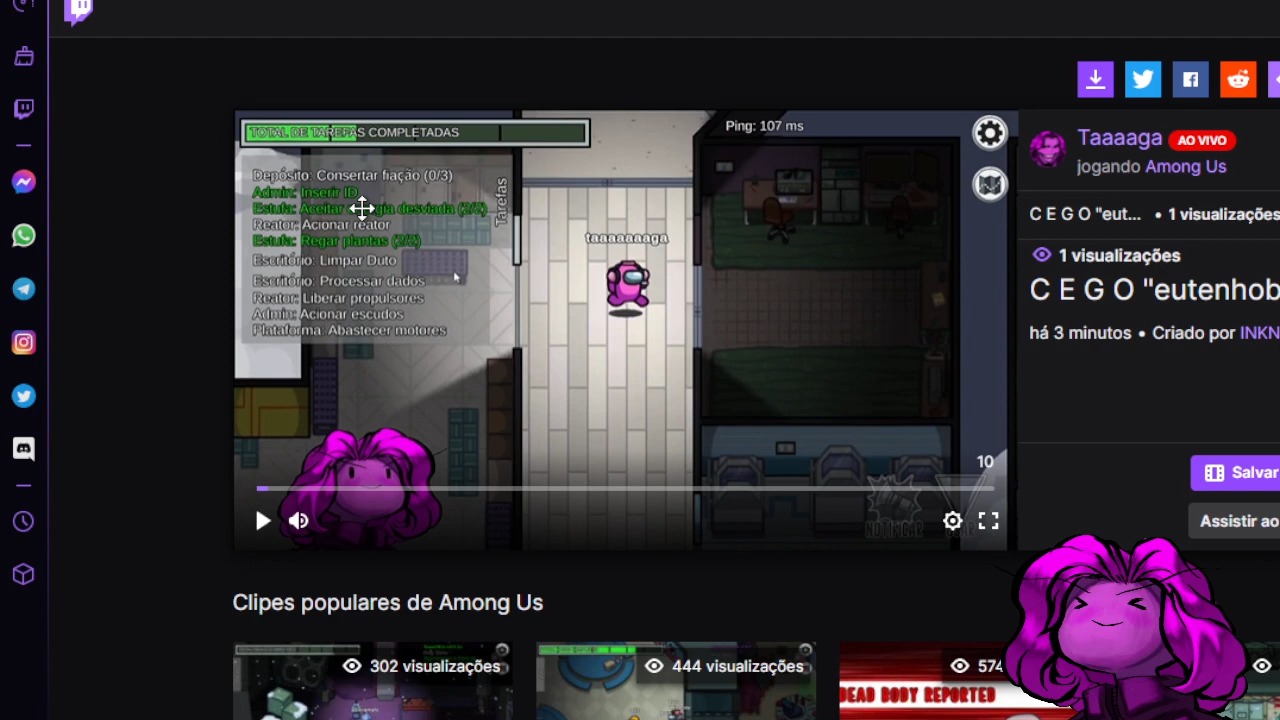 TOTAL DE TAREFAS COMPLETADAS
Ping: 107 ms
Depósito: Consertar fiação (0/3)
Admin: Inserir ID
Estufa: Aceitar desviada (2/2)
Reator: Acionar reator
Estufa: Regar plantas (2/2)
Escritório: Limpar Duto
Escritório: Processar dados
Reator: Liberar propulsores
Admin: Acionar escudos
Plataforma: Abastecer motores
Tarefas
taaaaaaaga
10
NOTIFICAR
Taaaaga AO VIVO
jogando Among Us
C E G O "eut... • 1 visualizações
1 visualizações
C E G O "eutenhob
há 3 minutos • Criado por INKN
Salvar
Assistir ao
Clipes populares de Among Us
302 visualizações
444 visualizações
574
DEAD BODY REPORTED